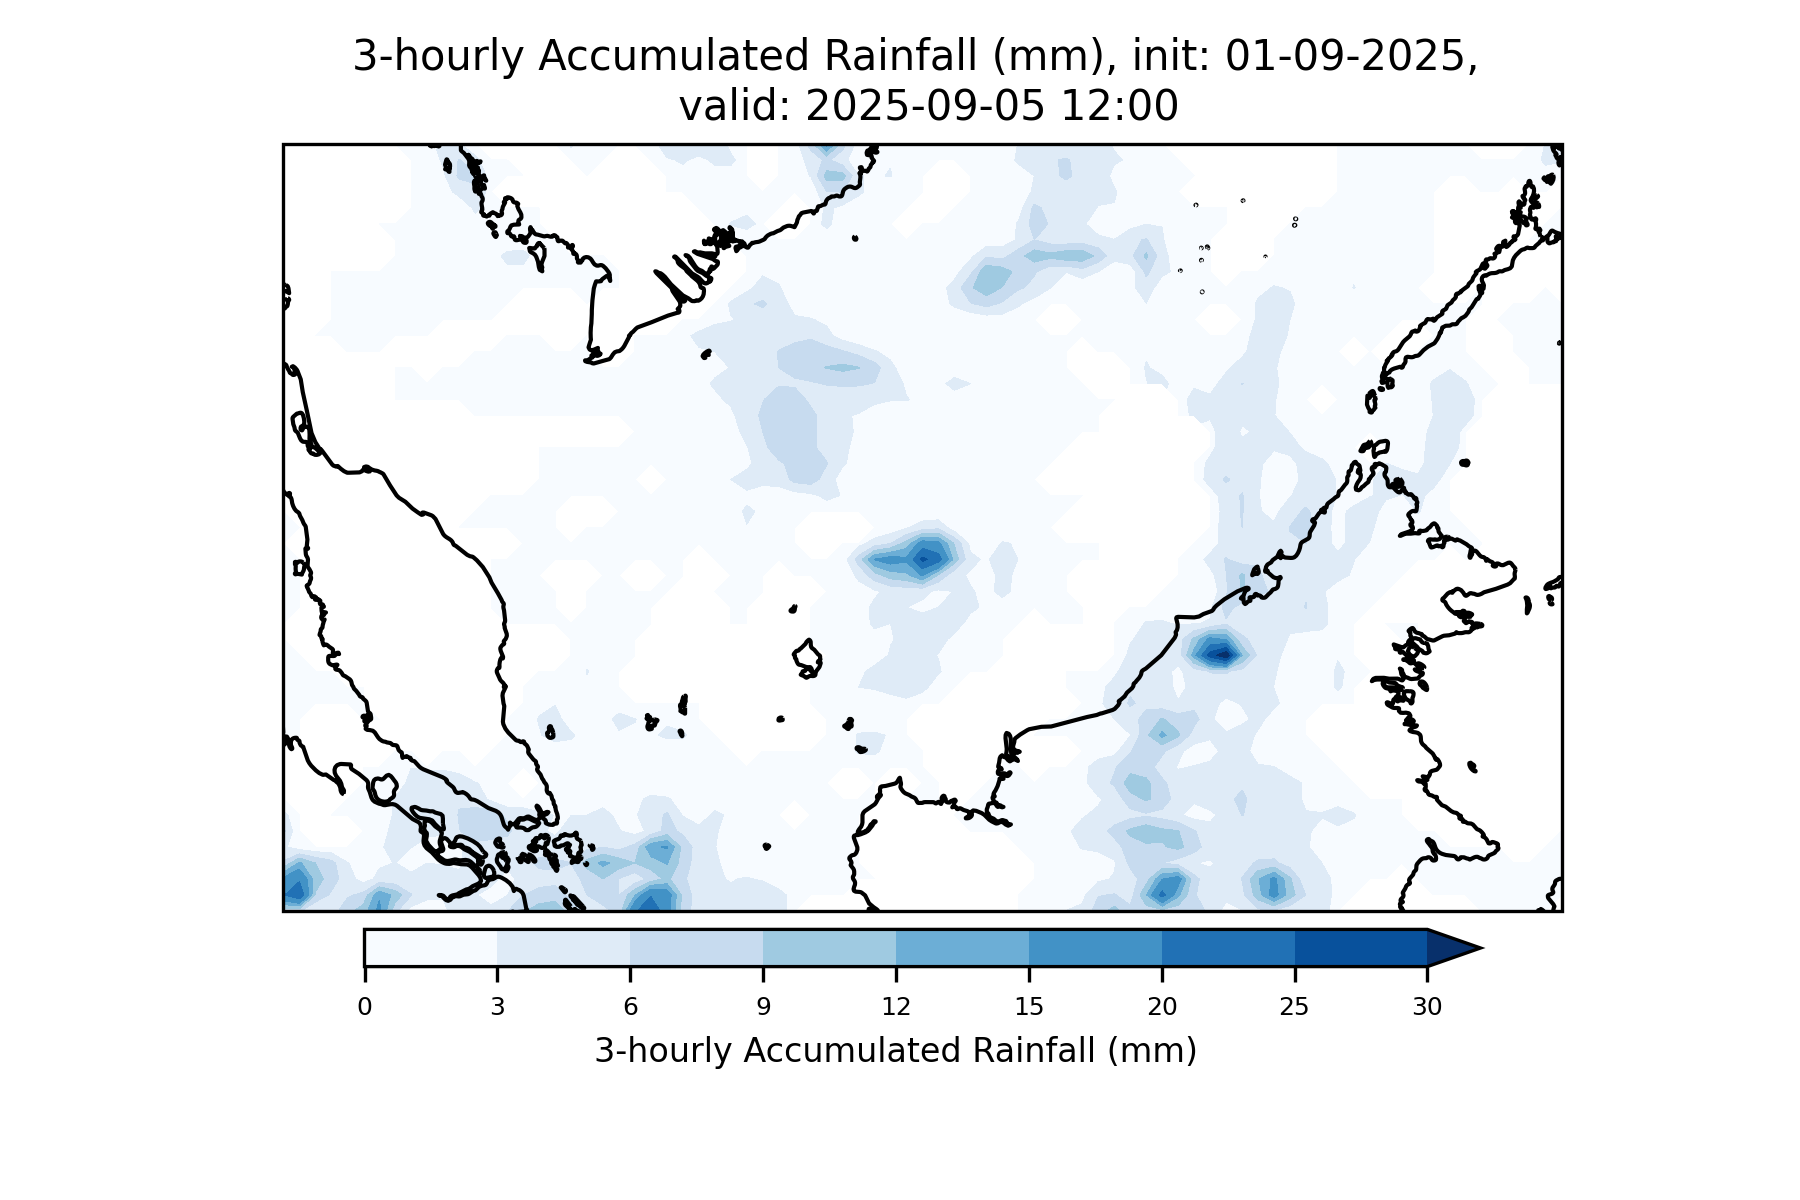 3-hourly Accumulated Rainfall (mm), init: 01-09-2025,
valid: 2025-09-05 12:00
0 3 6 9 12 15 20 25 30
3-hourly Accumulated Rainfall (mm)